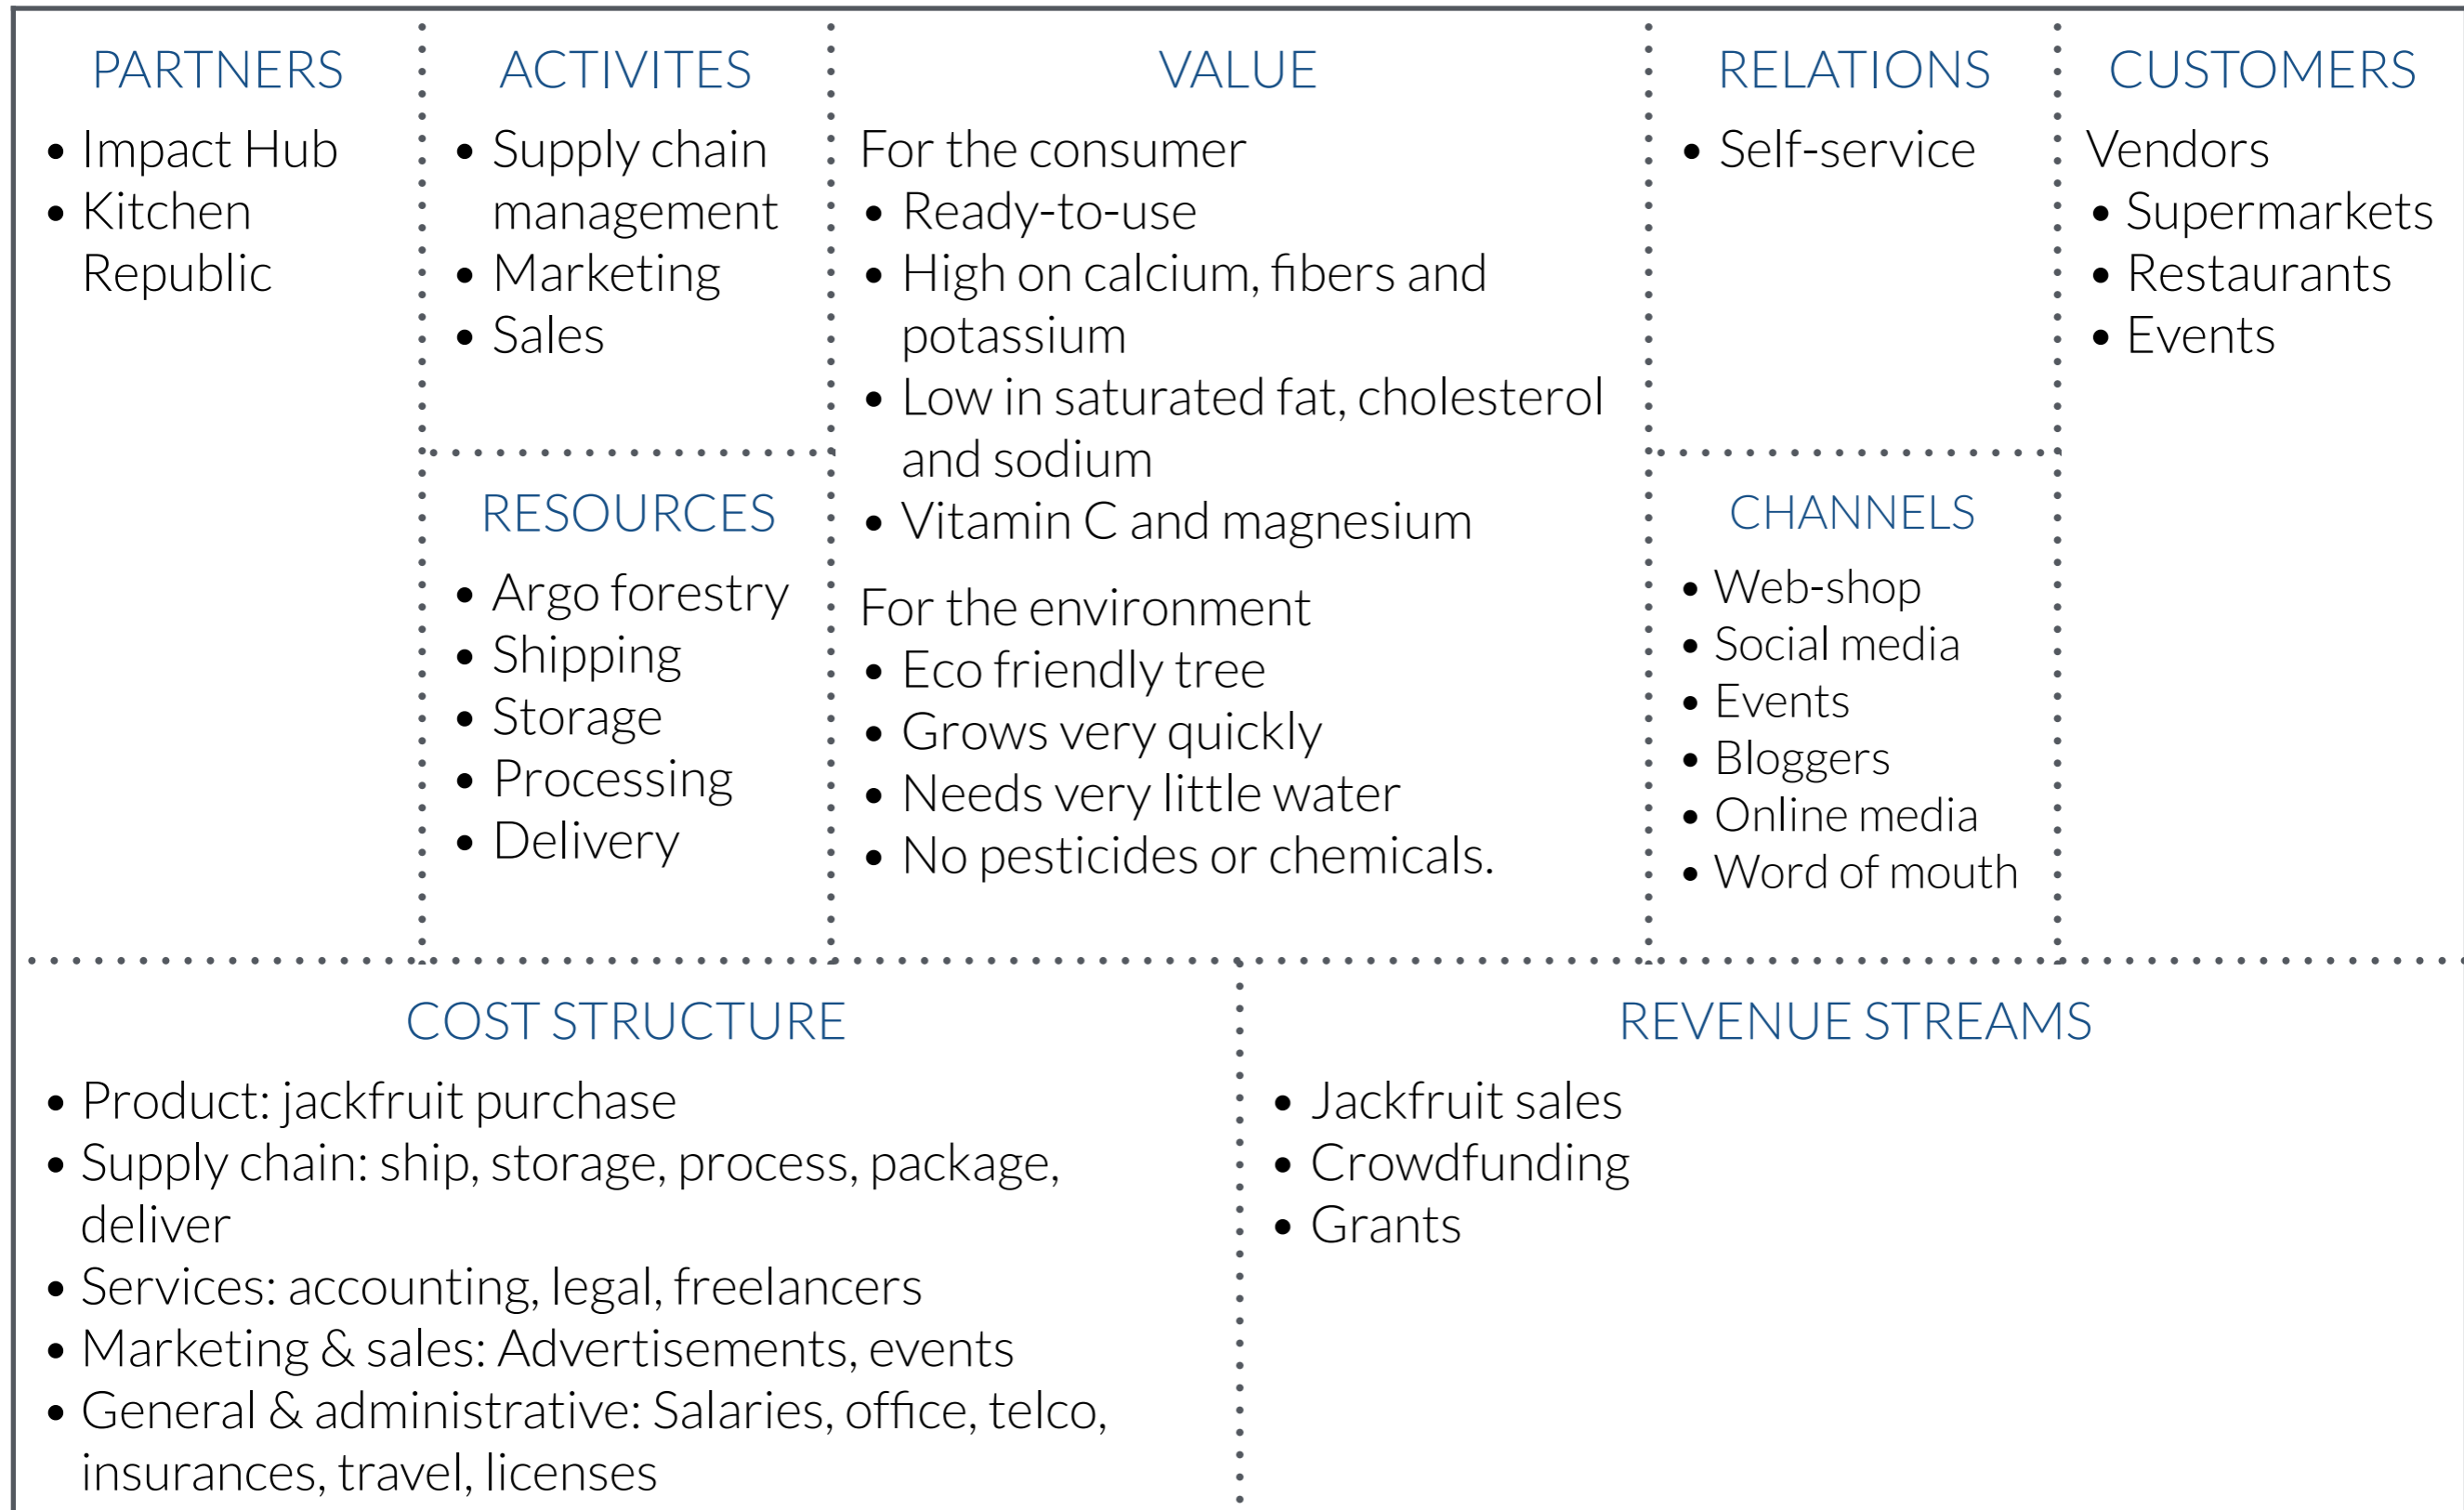 PARTNERS
• Impact Hub
• Kitchen
Republic
ACTIVITES
• Supply chain
management
• Marketing
• Sales
RESOURCES
• Argo forestry
• Shipping
• Storage
• Processing
• Delivery
VALUE
For the consumer
• Ready-to-use
• High on calcium, fibers and
potassium
• Low in saturated fat, cholesterol
and sodium
• Vitamin C and magnesium
For the environment
• Eco friendly tree
• Grows very quickly
• Needs very little water
• No pesticides or chemicals.
RELATIONS
• Self-service
CHANNELS
• Web-shop
• Social media
• Events
• Bloggers
• Online media
• Word of mouth
CUSTOMERS
Vendors
• Supermarkets
• Restaurants
• Events
COST STRUCTURE
• Product: jackfruit purchase
• Supply chain: ship, storage, process, package,
deliver
• Services: accounting, legal, freelancers
• Marketing & sales: Advertisements, events
• General & administrative: Salaries, office, telco,
insurances, travel, licenses
REVENUE STREAMS
• Jackfruit sales
• Crowdfunding
• Grants